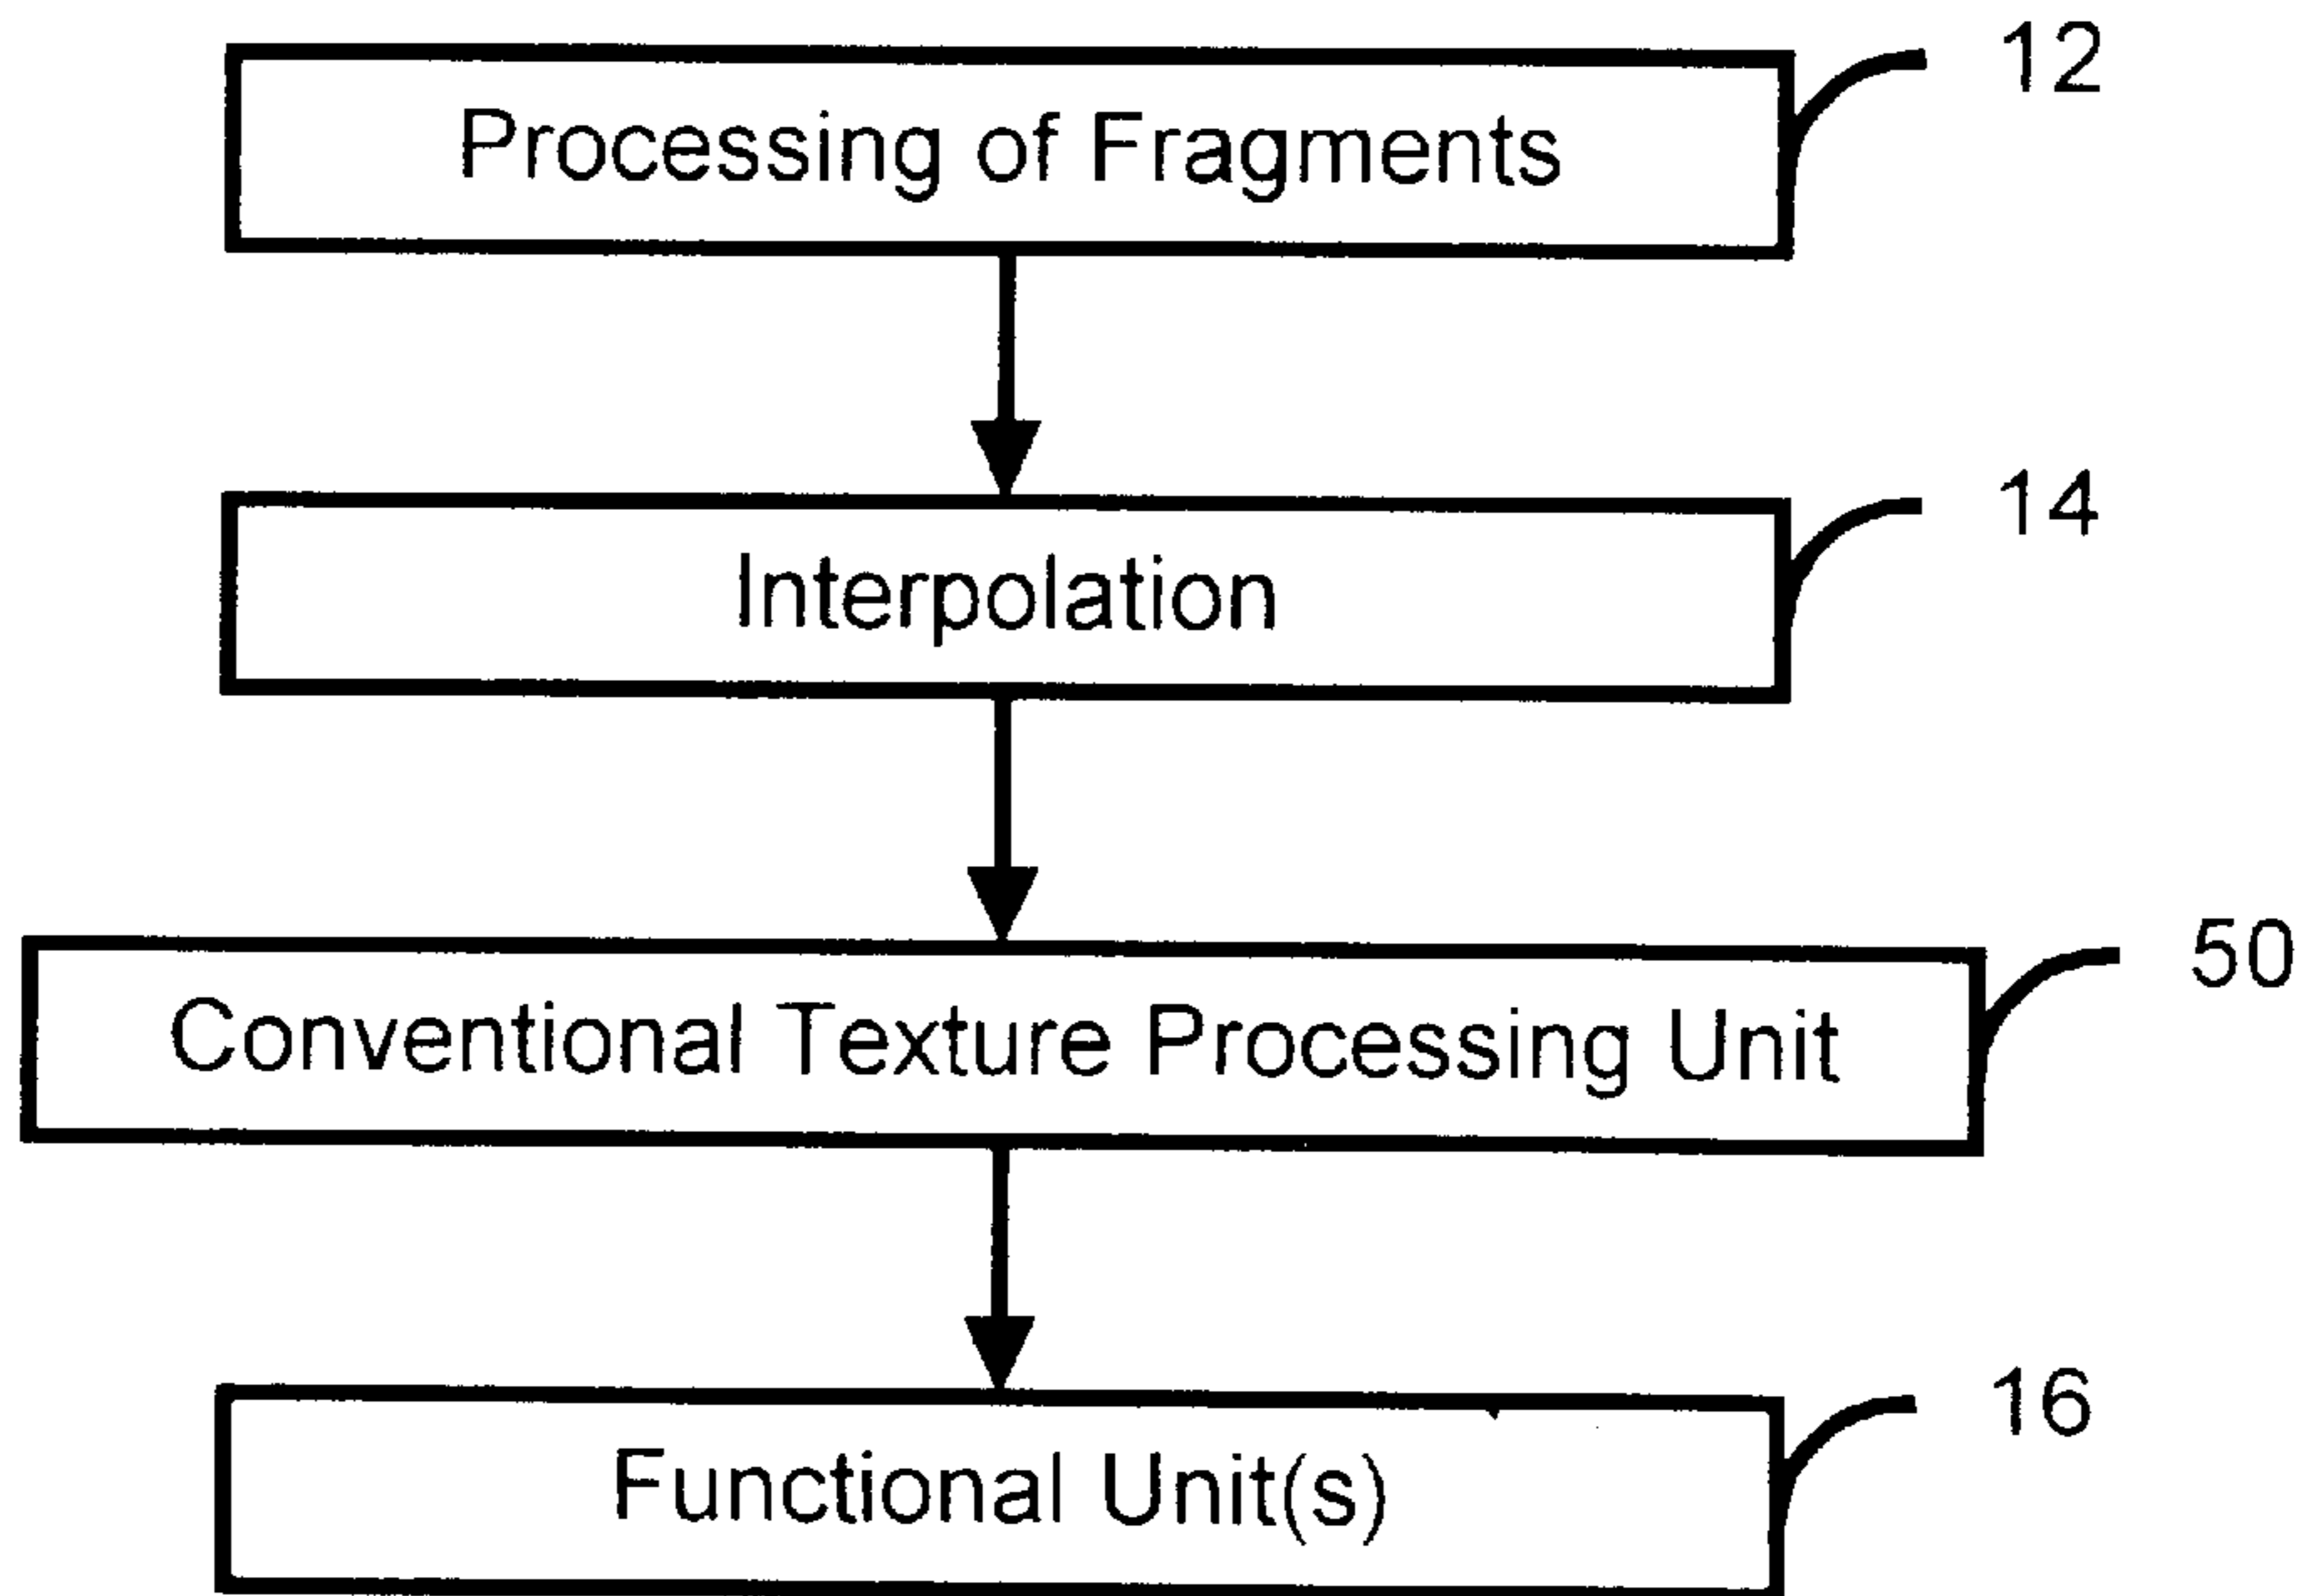 Processing of Fragments
12
Interpolation
14
Conventional Texture Processing Unit
50
Functional Unit(s)
16